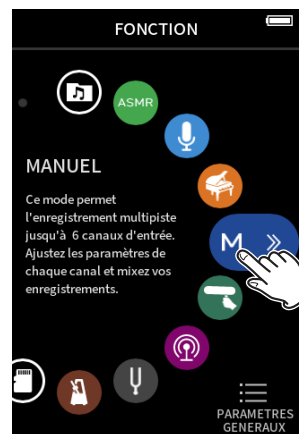 FONCTION
ASMR
MANUEL
Ce mode permet
l'enregistrement multipiste
jusqu'à 6 canaux d'entrée.
Ajustez les paramètres de
chaque canal et mixez vos
enregistrements.
M
PARAMETRES
GENERAUX